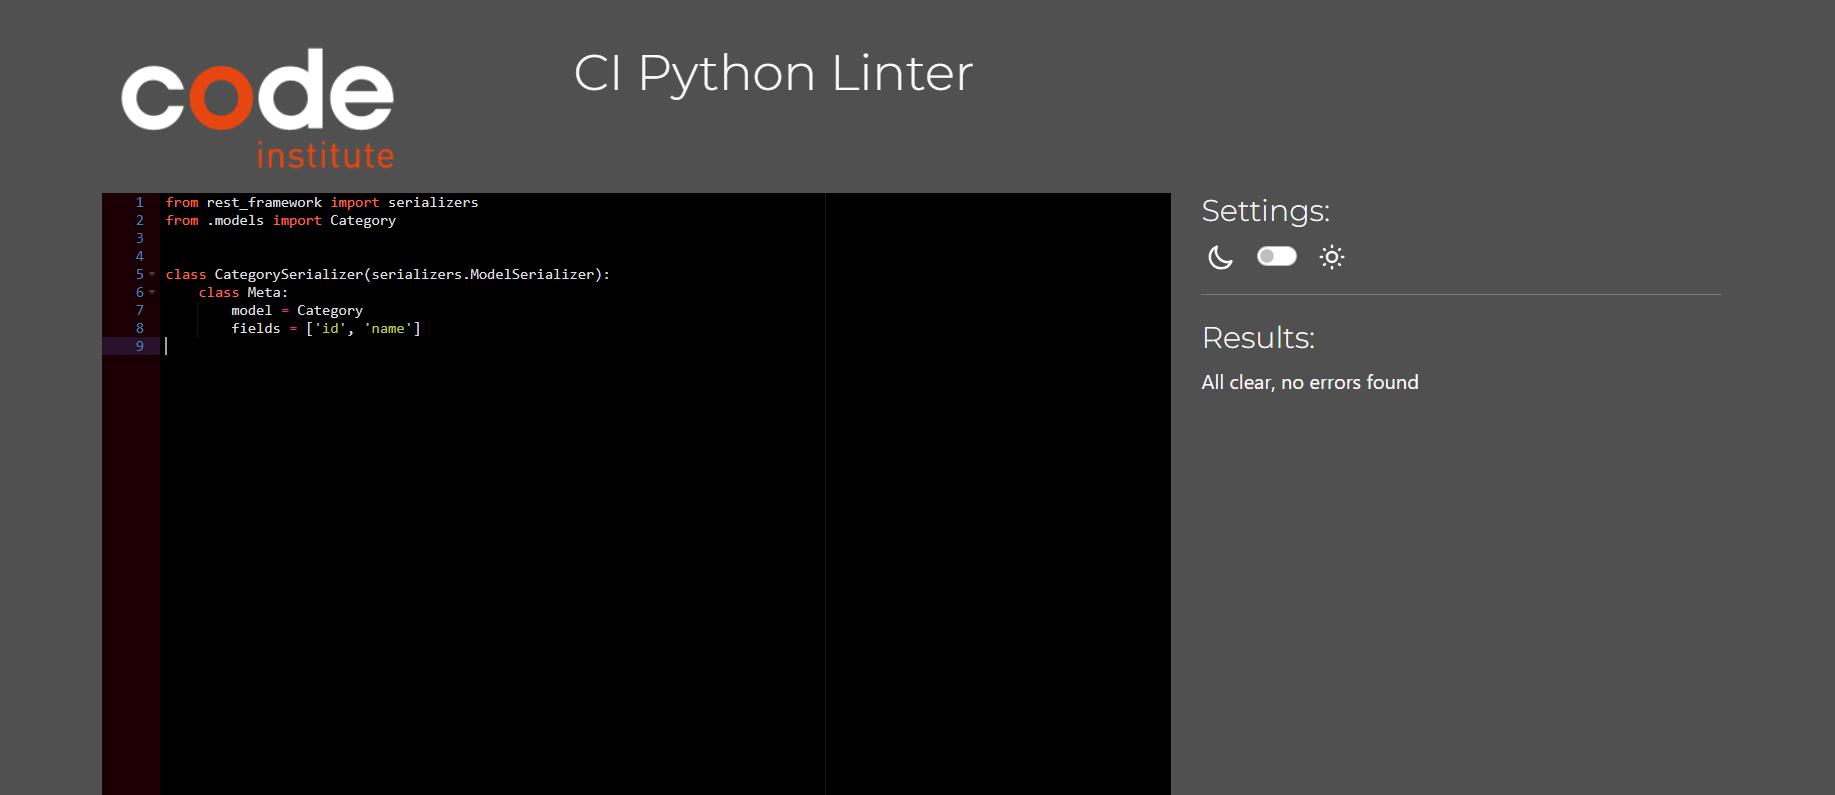 code
institute
CI Python Linter
1 from rest_framework import serializers
2 from .models import Category
3
4
5 class CategorySerializer(serializers.ModelSerializer):
6     class Meta:
7         model = Category
8         fields = ['id', 'name']
9
Settings:
Results:
All clear, no errors found